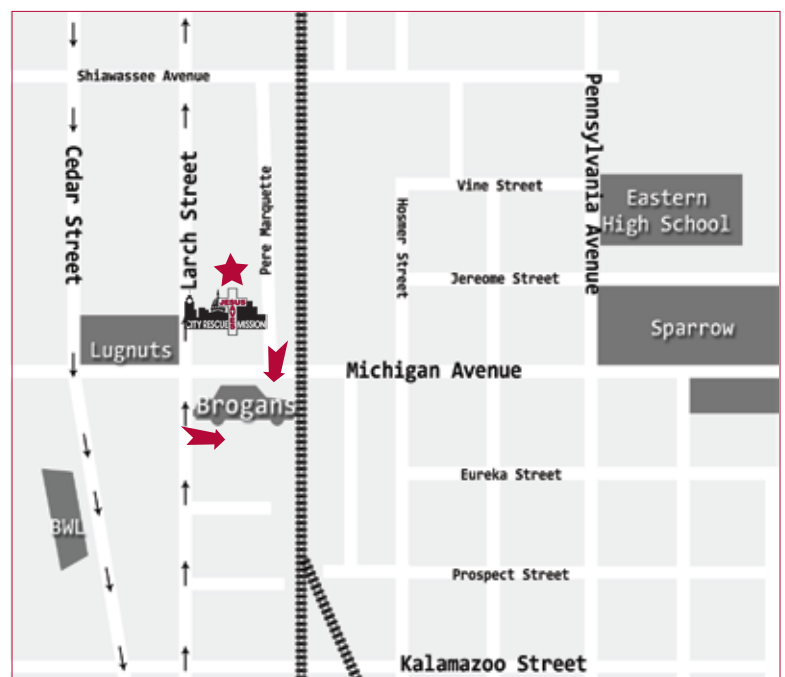 Shiawassee Avenue
Cedar Street
Larch Street
Pere Marquette
Hosmer Street
Pennsylvania Avenue
Vine Street
Eastern
High School
Jereome Street
JESUS
SAVES
CITY RESCUE MISSION
Lugnuts
Sparrow
Michigan Avenue
Brogans
Eureka Street
BWL
Prospect Street
Kalamazoo Street